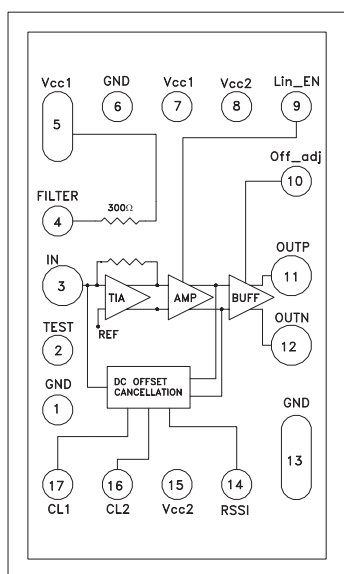 Vcc1 GND Vcc1 Vcc2 Lin_EN
5 6 7 8 9
Off_adj
10
FILTER
4 300Ω
IN
3 11 OUTP
TIA AMP BUFF
REF
OUTN
12
TEST
2
GND
1
DC OFFSET
CANCELLATION
GND
13
17 16 15 14
CL1 CL2 Vcc2 RSSI